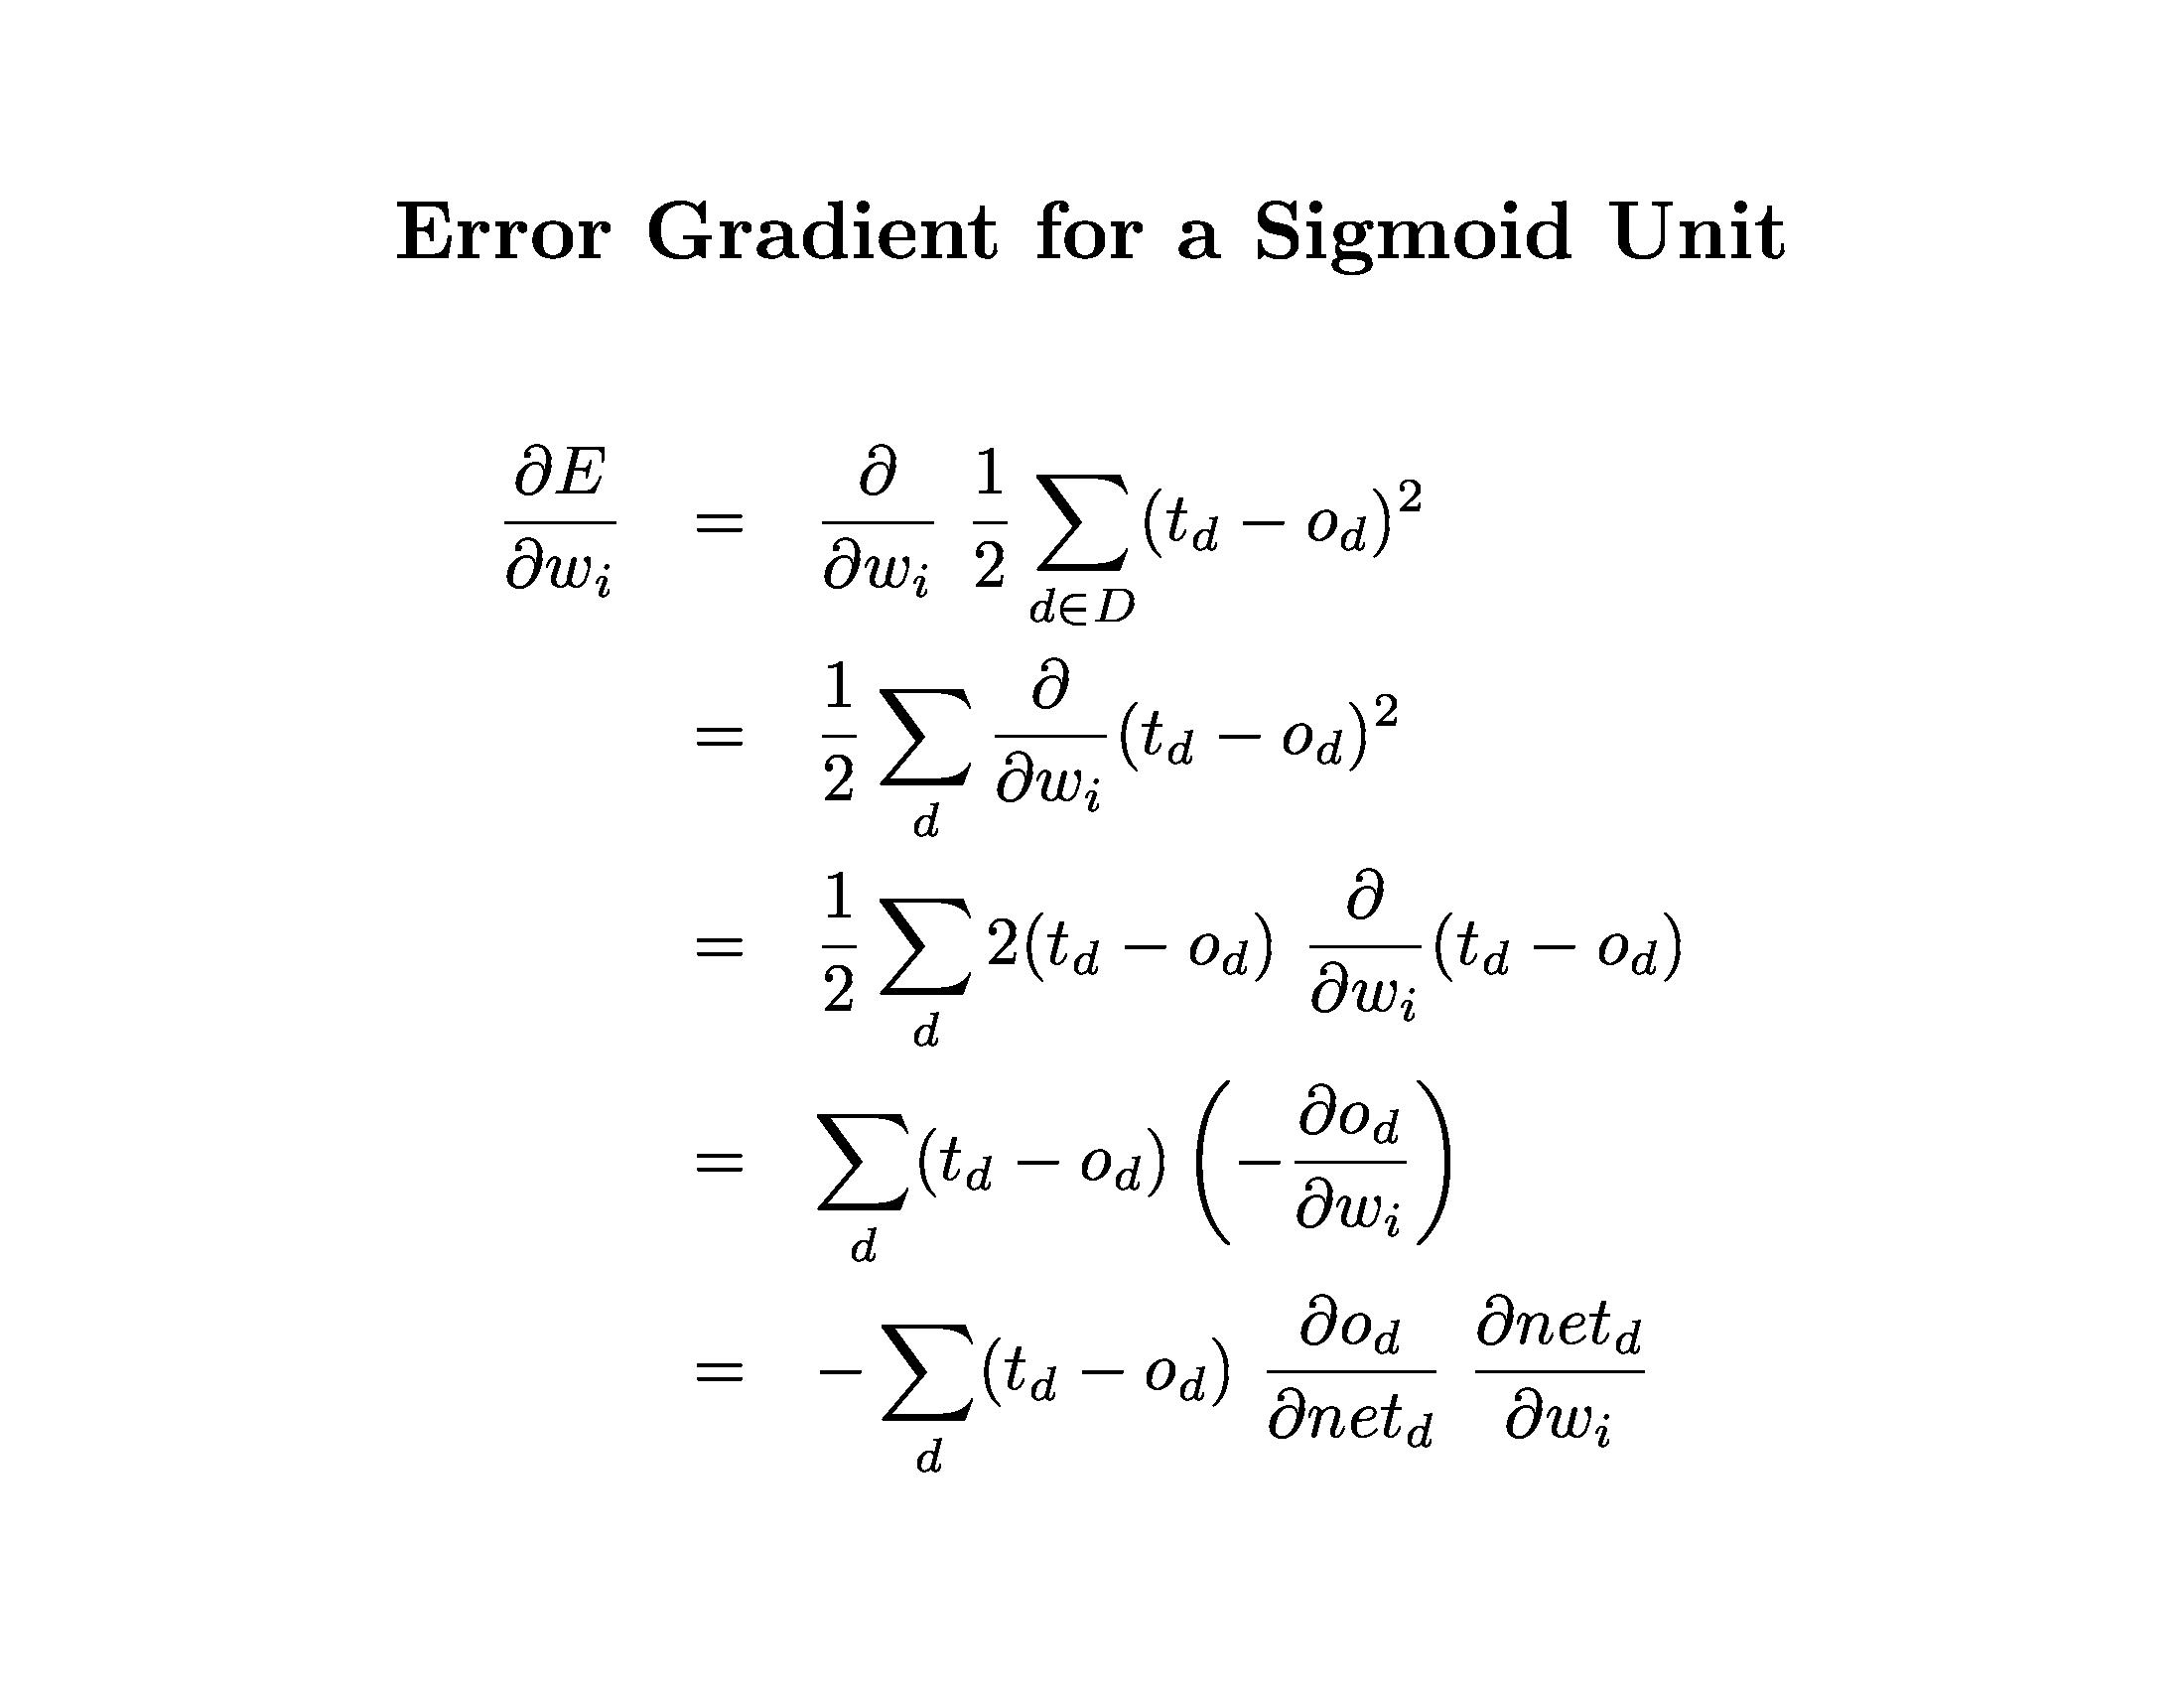 Error Gradient for a Sigmoid Unit
∂E/∂w_i = ∂/∂w_i 1/2 ∑_{d∈D} (t_d − o_d)^2
= 1/2 ∑_d ∂/∂w_i (t_d − o_d)^2
= 1/2 ∑_d 2(t_d − o_d) ∂/∂w_i (t_d − o_d)
= ∑_d (t_d − o_d) (−∂o_d/∂w_i)
= −∑_d (t_d − o_d) ∂o_d/∂net_d ∂net_d/∂w_i